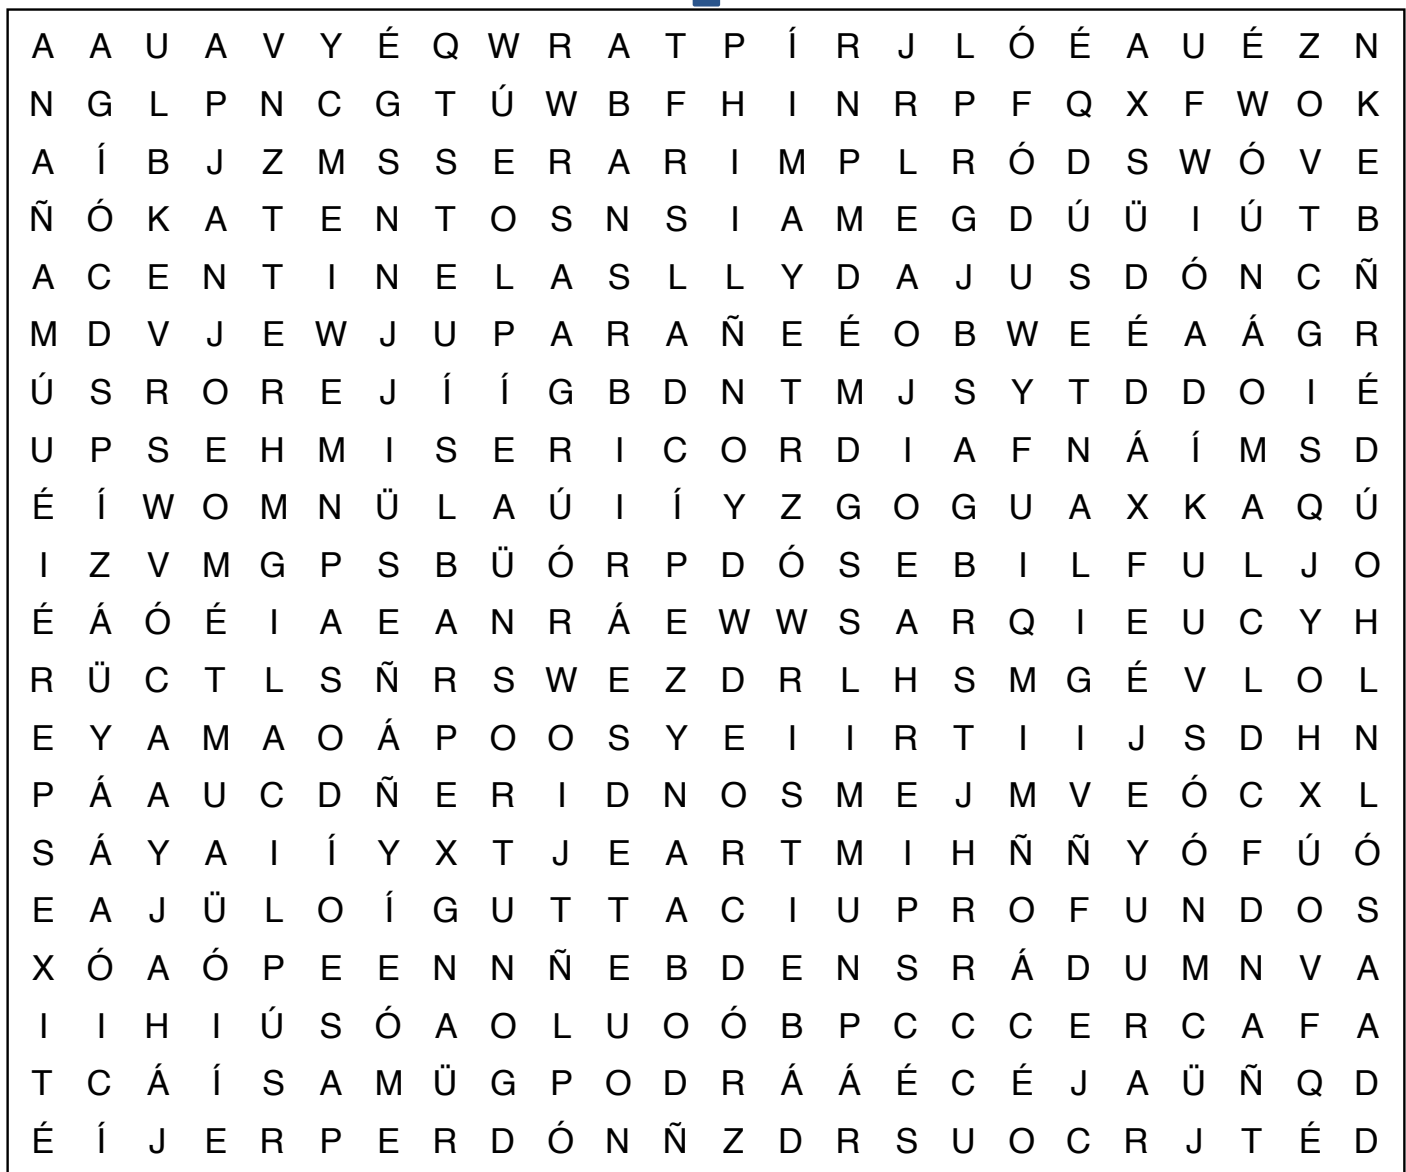 A A U A V Y É Q W R A T P Í R J L Ó É A U É Z N
N G L P N C G T Ú W B F H I N R P F Q X F W O K
A Í B J Z M S S E R A R I M P L R Ó D S W Ó V E
Ñ Ó K A T E N T O S N S I A M E G D Ú Ü I Ú T B
A C E N T I N E L A S L L Y D A J U S D Ó N C Ñ
M D V J E W J U P A R A Ñ E É O B W E É A Á G R
Ú S R O R E J Í Í G B D N T M J S Y T D D O I É
U P S E H M I S E R I C O R D I A F N Á Í M S D
É Í W O M N Ü L A Ú I Í Y Z G O G U A X K A Q Ú
I Z V M G P S B Ü Ó R P D Ó S E B I L F U L J O
É Á Ó É I A E A N R Á E W W S A R Q I E U C Y H
R Ü C T L S Ñ R S W E Z D R L H S M G É V L O L
E Y A M A O Á P O O S Y E I I R T I I J S D H N
P Á A U C D Ñ E R I D N O S M E J M V E Ó C X L
S Á Y A I Í Y X T J E A R T M I H Ñ Ñ Y Ó F Ú Ó
E A J Ü L O Í G U T T A C I U P R O F U N D O S
X Ó A Ó P E E N N Ñ E B D E N S R Á D U M N V A
I I H I Ú S Ó A O L U O Ó B P C C C E R C A F A
T C Á Í S A M Ü G P O D R Á Á É C É J A Ü Ñ Q D
É Í J E R P E R D Ó N Ñ Z D R S U O C R J T É D